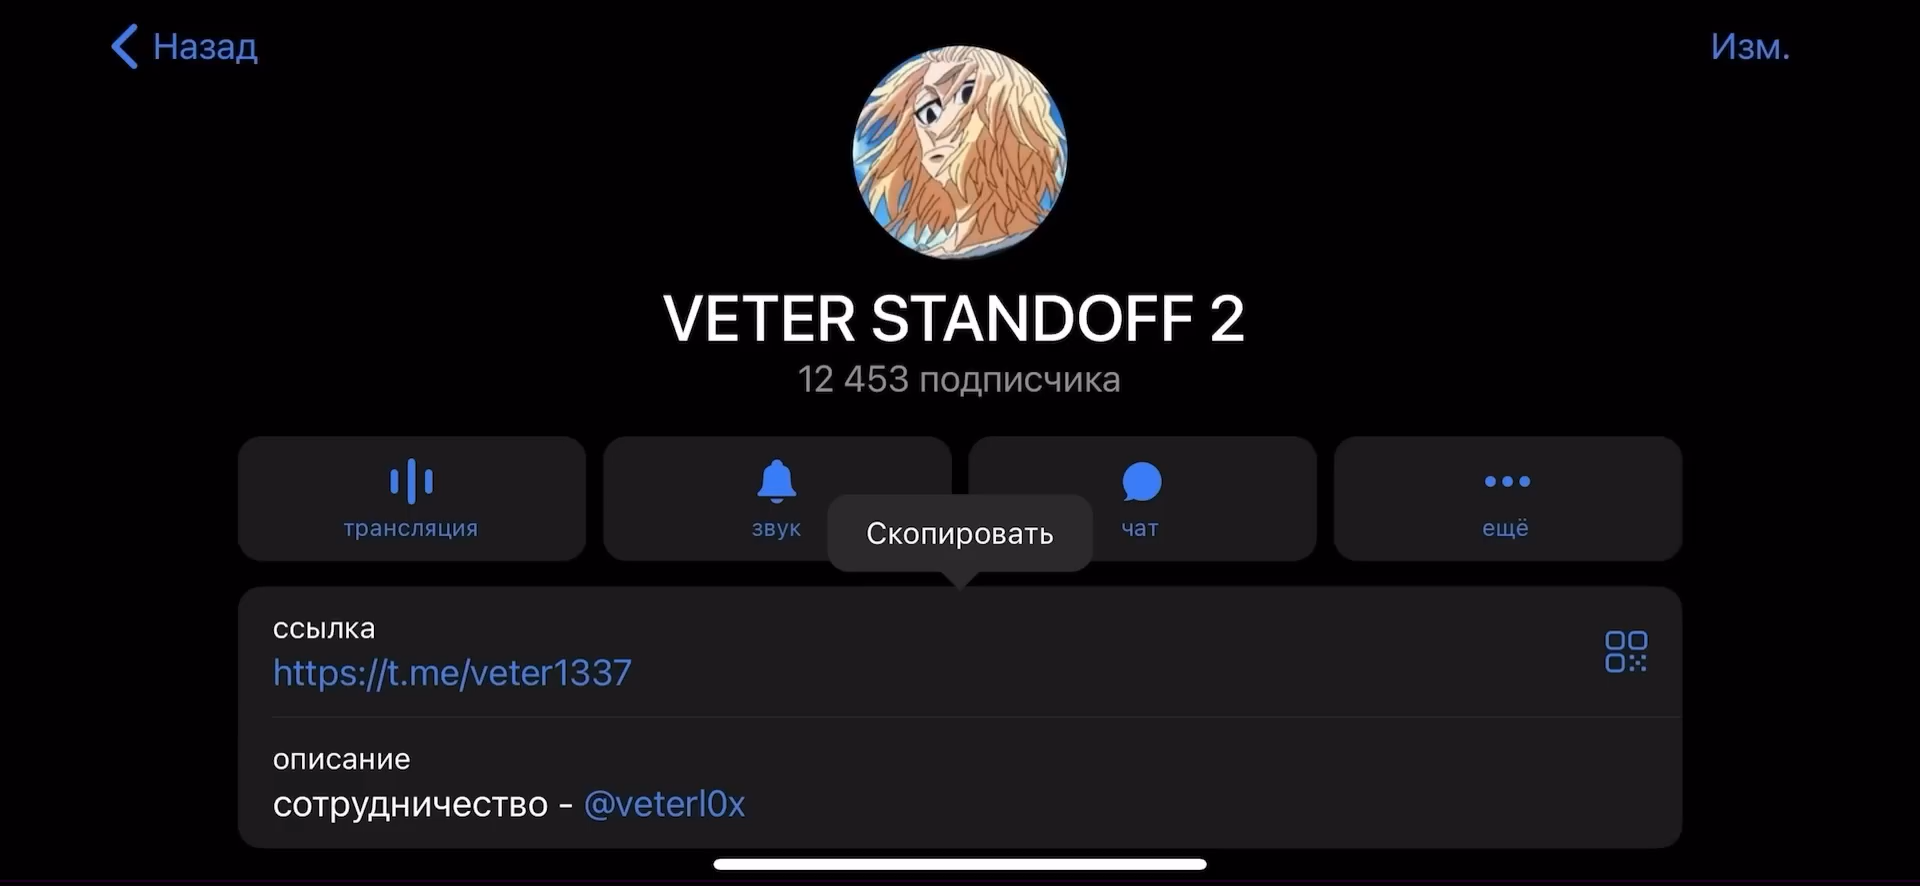 Назад
Изм.
VETER STANDOFF 2
12 453 подписчика
трансляция
звук
чат
ещё
Скопировать
ссылка
https://t.me/veter1337
описание
сотрудничество - @veterl0x